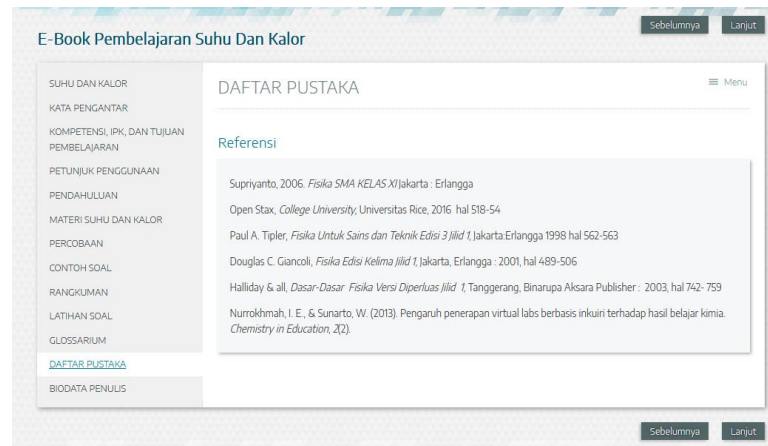 Sebelumnya
Lanjut
E-Book Pembelajaran Suhu Dan Kalor
SUHU DAN KALOR
KATA PENGANTAR
KOMPETENSI, IPK, DAN TUJUAN
PEMBELAJARAN
PETUNJUK PENGGUNAAN
PENDAHULUAN
MATERI SUHU DAN KALOR
PERCOBAAN
CONTOH SOAL
RANGKUMAN
LATIHAN SOAL
GLOSSARIUM
DAFTAR PUSTAKA
BIODATA PENULIS
DAFTAR PUSTAKA
Menu
Referensi
Supriyanto, 2006. Fisika SMA KELAS XI Jakarta : Erlangga
Open Stax, College University, Universitas Rice, 2016 hal 518-54
Paul A. Tipler, Fisika Untuk Sains dan Teknik Edisi 3 Jilid 1, Jakarta:Erlangga 1998 hal 562-563
Douglas C. Giancoli, Fisika Edisi Kelima Jilid 1, Jakarta, Erlangga : 2001, hal 489-506
Halliday & all, Dasar-Dasar Fisika Versi Diperluas Jilid 1, Tanggerang, Binarupa Aksara Publisher : 2003, hal 742- 759
Nurrokhmah, I. E., & Sunarto, W. (2013). Pengaruh penerapan virtual labs berbasis inkuiri terhadap hasil belajar kimia.
Chemistry in Education, 2(2).
Sebelumnya
Lanjut